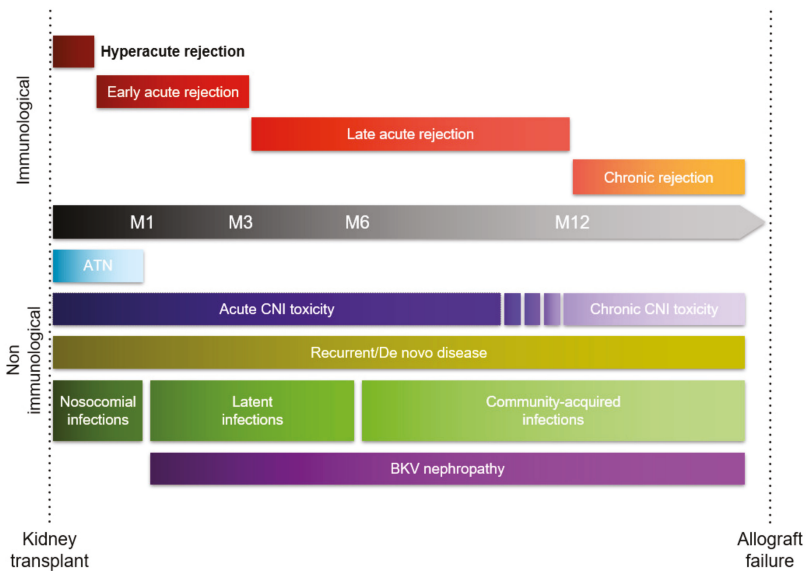 Immunological
Hyperacute rejection
Early acute rejection
Late acute rejection
Chronic rejection
M1 M3 M6 M12
Non
immunological
ATN
Acute CNI toxicity
Chronic CNI toxicity
Recurrent/De novo disease
Nosocomial
infections
Latent
infections
Community-acquired
infections
BKV nephropathy
Kidney
transplant
Allograft
failure